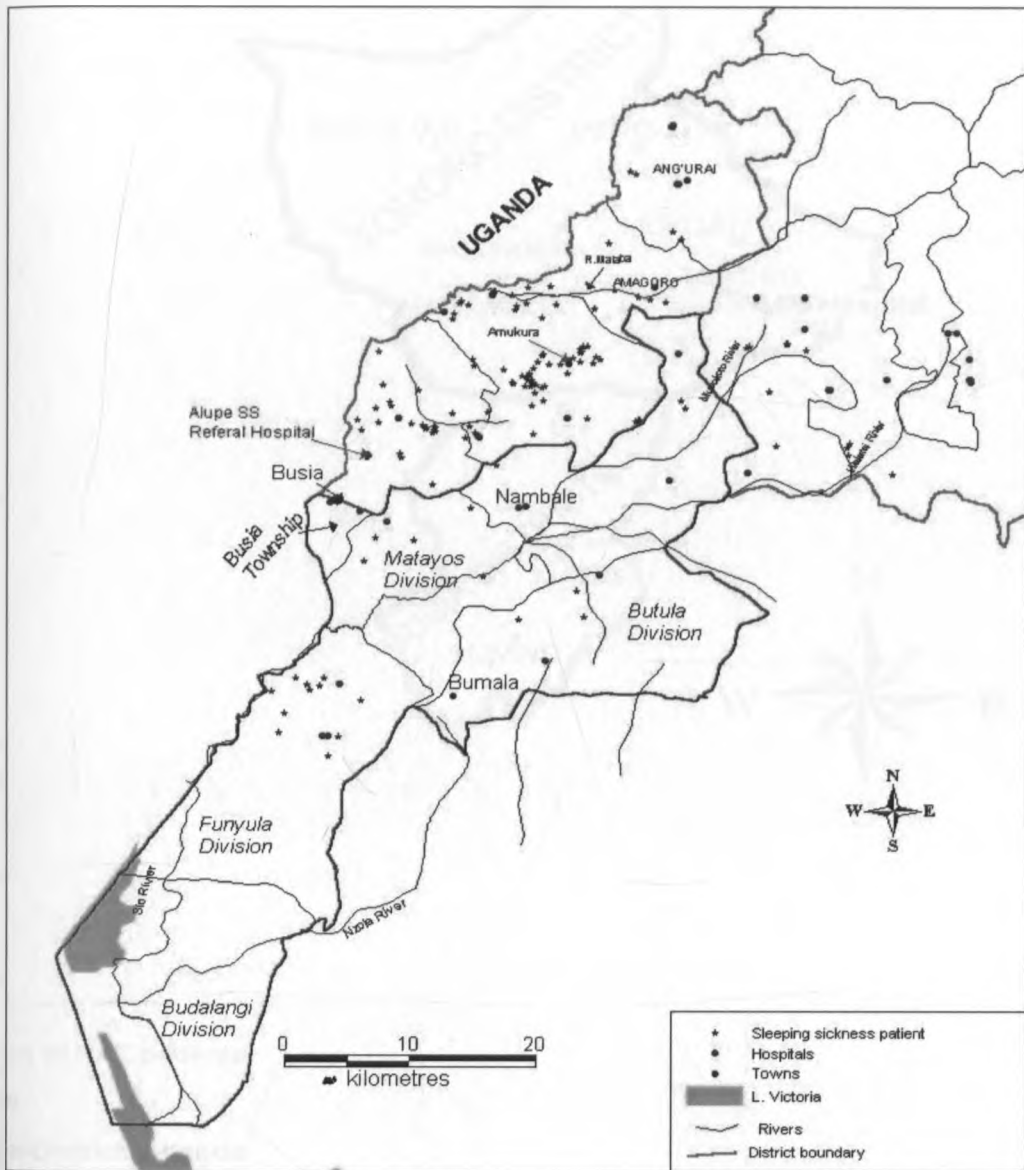 ANG'URAI
UGANDA
AMAGORO
Amukura
Alupe SS
Referal Hospital
Busia
Nambale
Busia
Township
Matayos
Division
Butula
Division
Bumala
N
W E
S
Funyula
Division
Sio River
Nzoia River
Budalangi
Division
0 10 20
kilometres
Sleeping sickness patient
Hospitals
Towns
L. Victoria
Rivers
District boundary